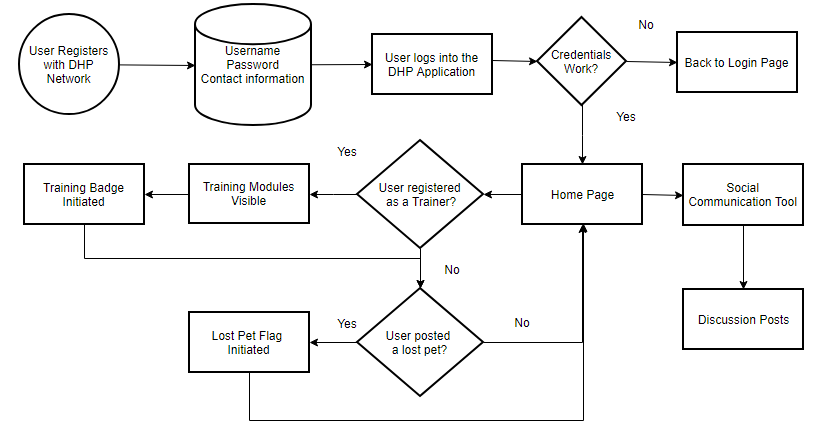 User Registers
with DHP
Network
Username
Password
Contact information
User logs into the
DHP Application
Credentials
Work?
No
Back to Login Page
Yes
Yes
Training Badge
Initiated
Training Modules
Visible
User registered
as a Trainer?
Home Page
Social
Communication Tool
No
Lost Pet Flag
Initiated
Yes
User posted
a lost pet?
No
Discussion Posts